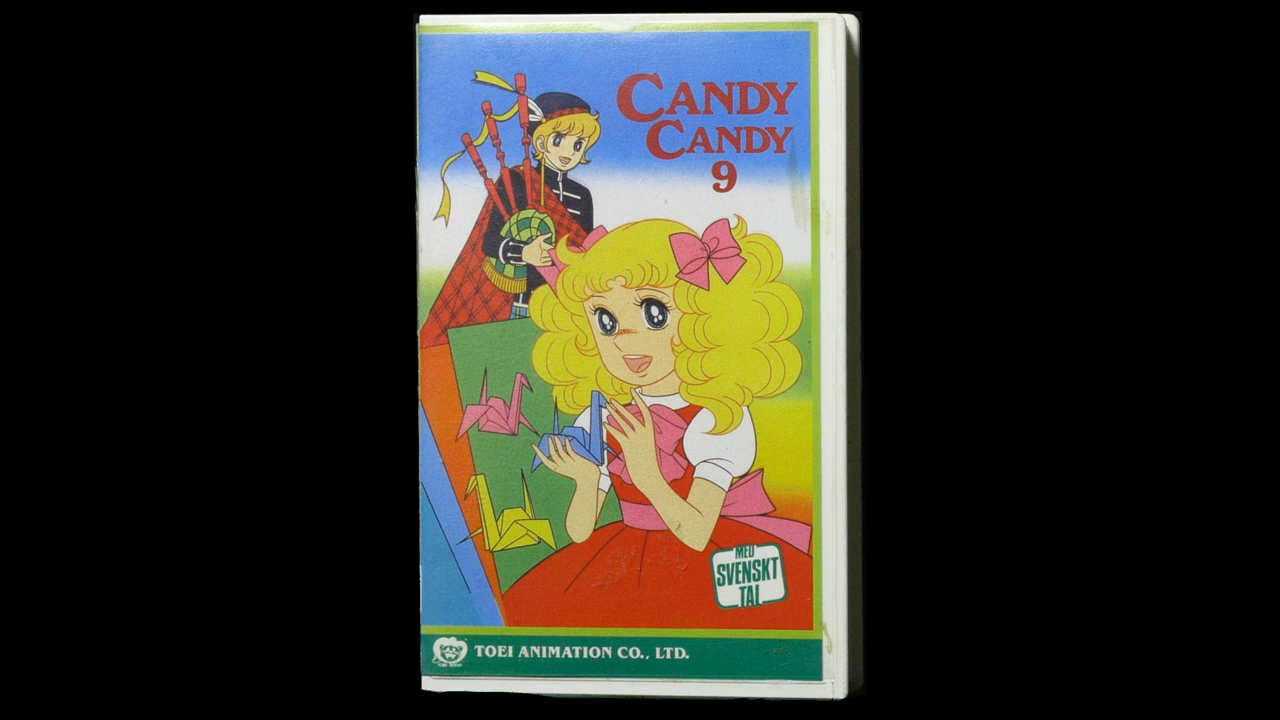 CANDY
CANDY
9
MED
SVENSKT
TAL
TOEI ANIMATION CO., LTD.